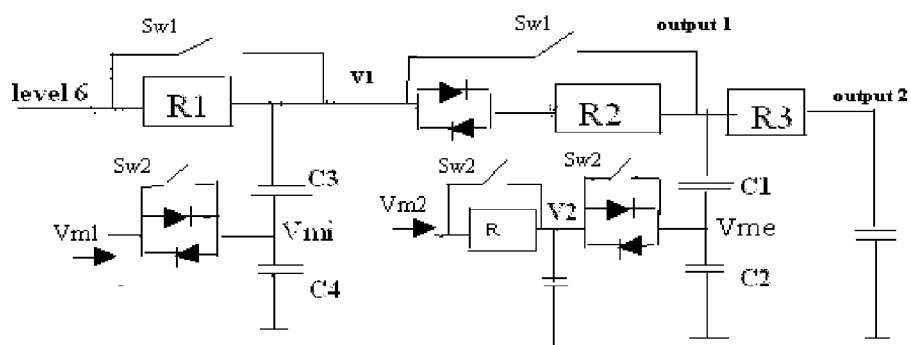 Sw1
Sw1
output 1
level 6
R1
V1
R2
R3
output 2
Sw2
C3
Sw2
Sw2
C1
Vm1
Vmi
Vm2
R
V2
Vme
C4
C2